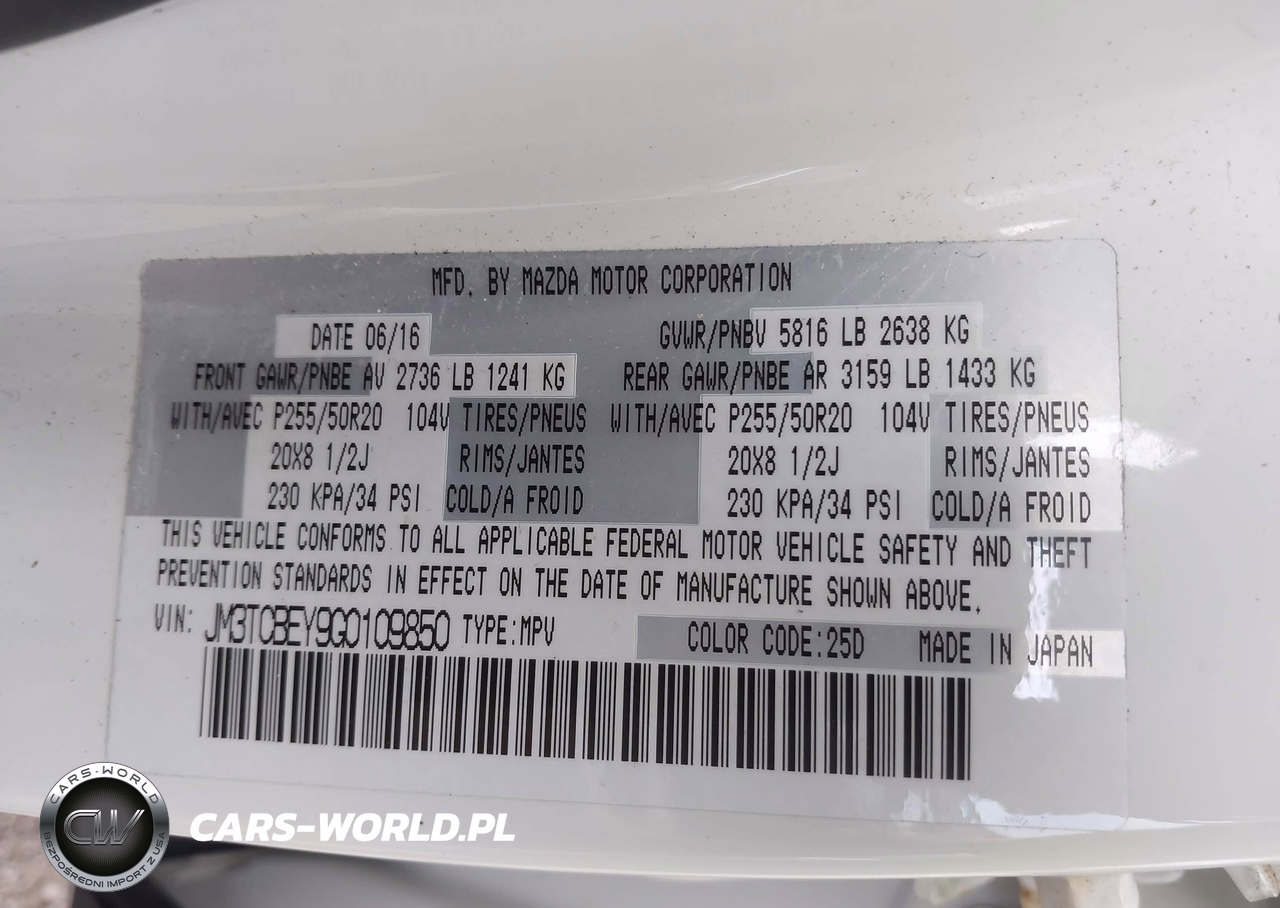 MFD. BY MAZDA MOTOR CORPORATION
DATE 06/16 GVWR/PNBV 5816 LB 2638 KG
FRONT GAWR/PNBE AV 2736 LB 1241 KG REAR GAWR/PNBE AR 3159 LB 1433 KG
WITH/AVEC P255/50R20 104V TIRES/PNEUS WITH/AVEC P255/50R20 104V TIRES/PNEUS
20X8 1/2J RIMS/JANTES 20X8 1/2J RIMS/JANTES
230 KPA/34 PSI COLD/A FROID 230 KPA/34 PSI COLD/A FROID
THIS VEHICLE CONFORMS TO ALL APPLICABLE FEDERAL MOTOR VEHICLE SAFETY AND THEFT
PREVENTION STANDARDS IN EFFECT ON THE DATE OF MANUFACTURE SHOWN ABOVE.
VIN: JM3TCBEY9G0109850 TYPE:MPV COLOR CODE:25D MADE IN JAPAN
CARS-WORLD
CW
BEZPOŚREDNI IMPORT Z USA
CARS-WORLD.PL